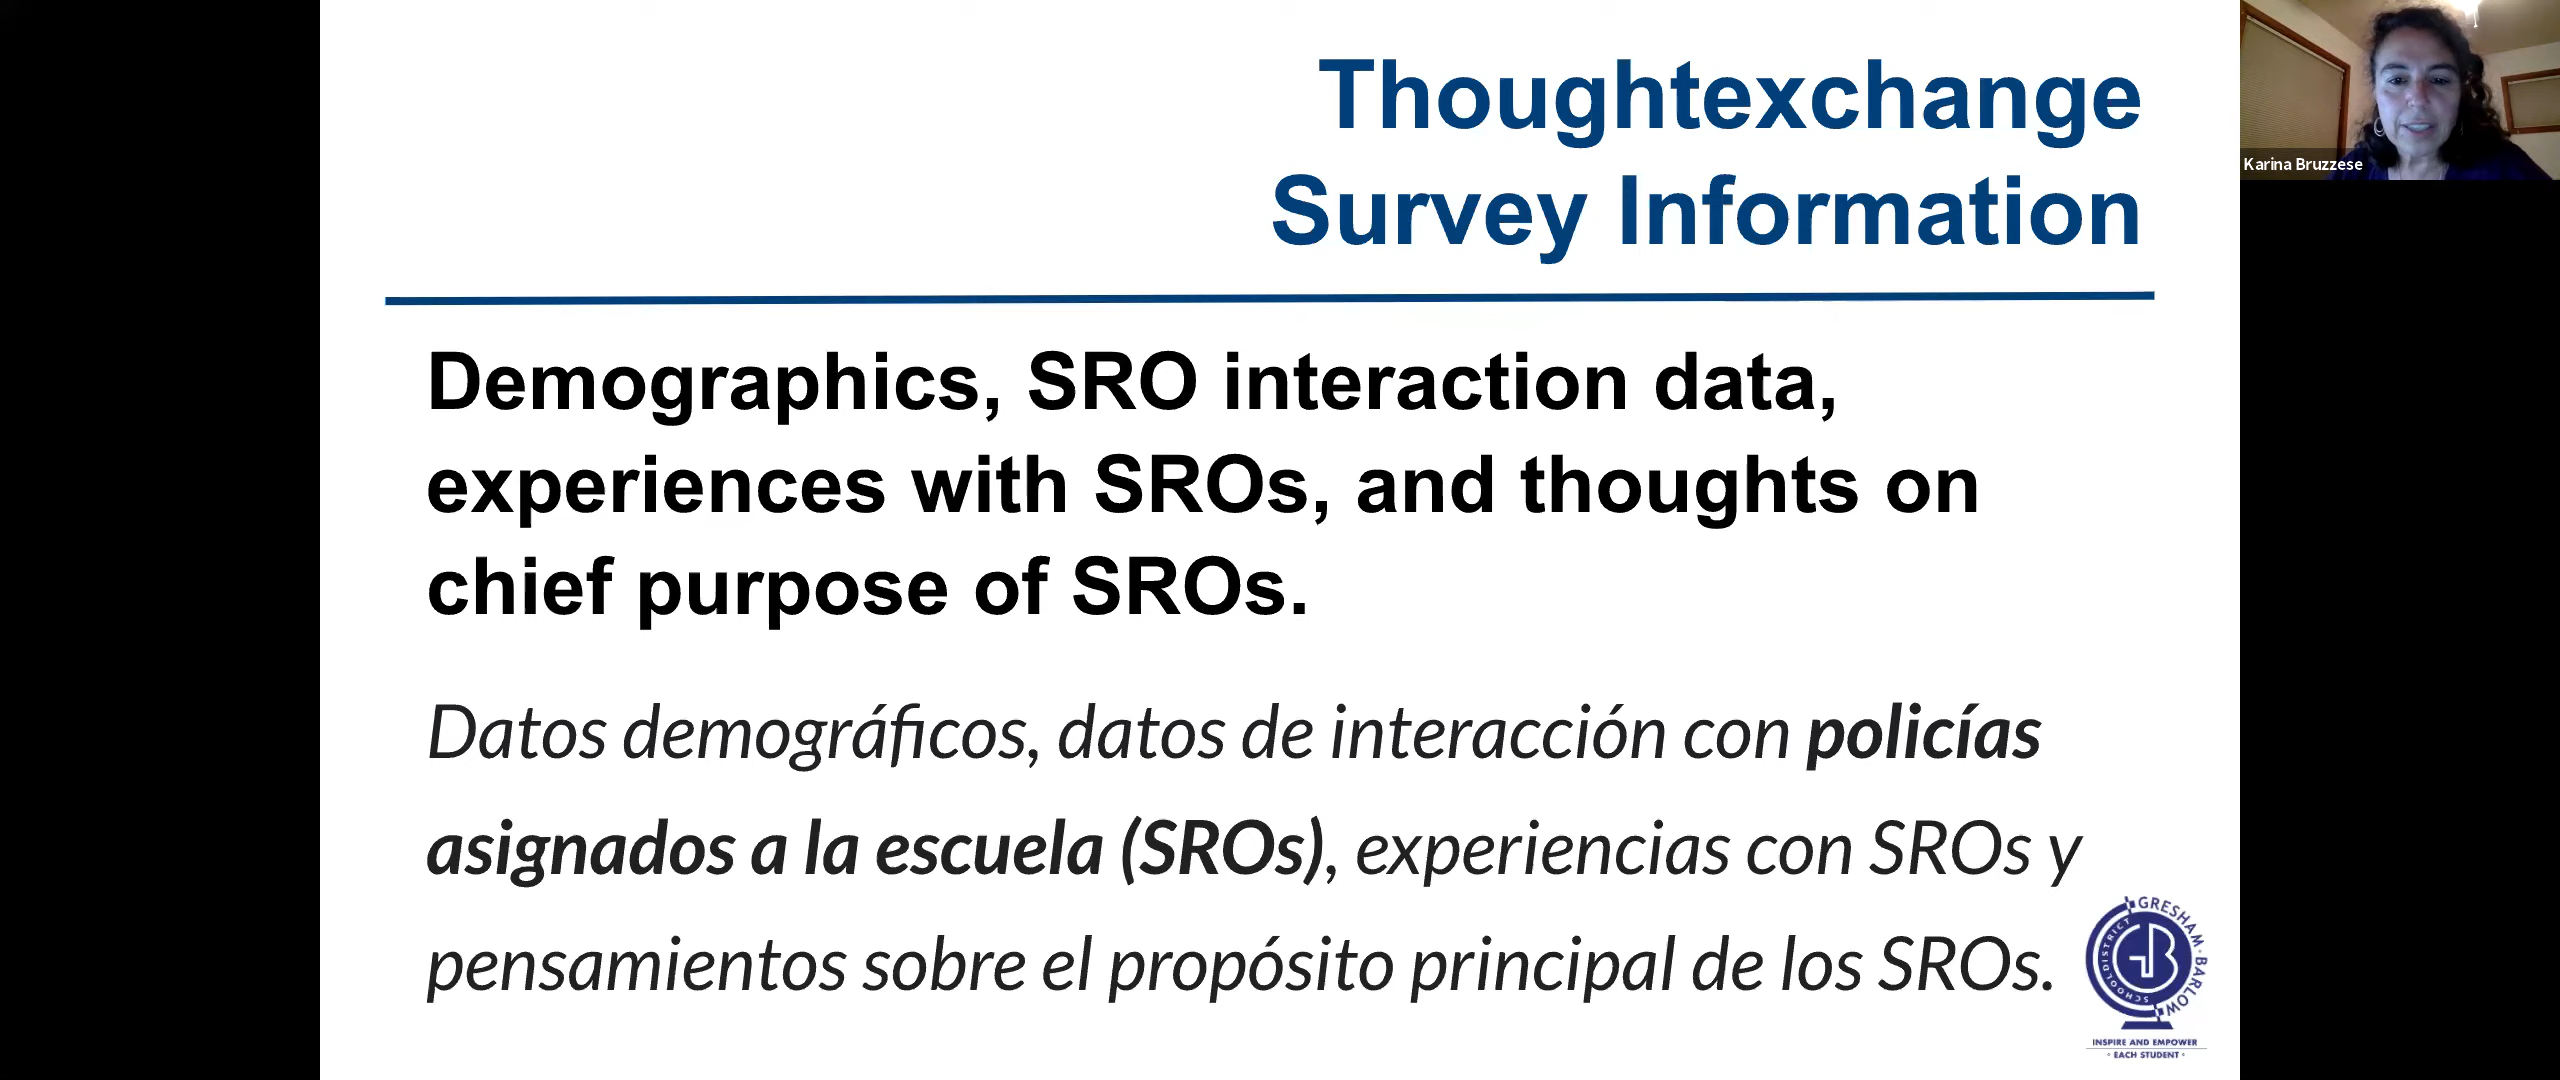 Thoughtexchange
Survey Information
Karina Bruzzese
Demographics, SRO interaction data,
experiences with SROs, and thoughts on
chief purpose of SROs.
Datos demográficos, datos de interacción con policías
asignados a la escuela (SROs), experiencias con SROs y
pensamientos sobre el propósito principal de los SROs.
GRESHAM·BARLOW
SCHOOL DISTRICT
GB
INSPIRE AND EMPOWER
• EACH STUDENT •